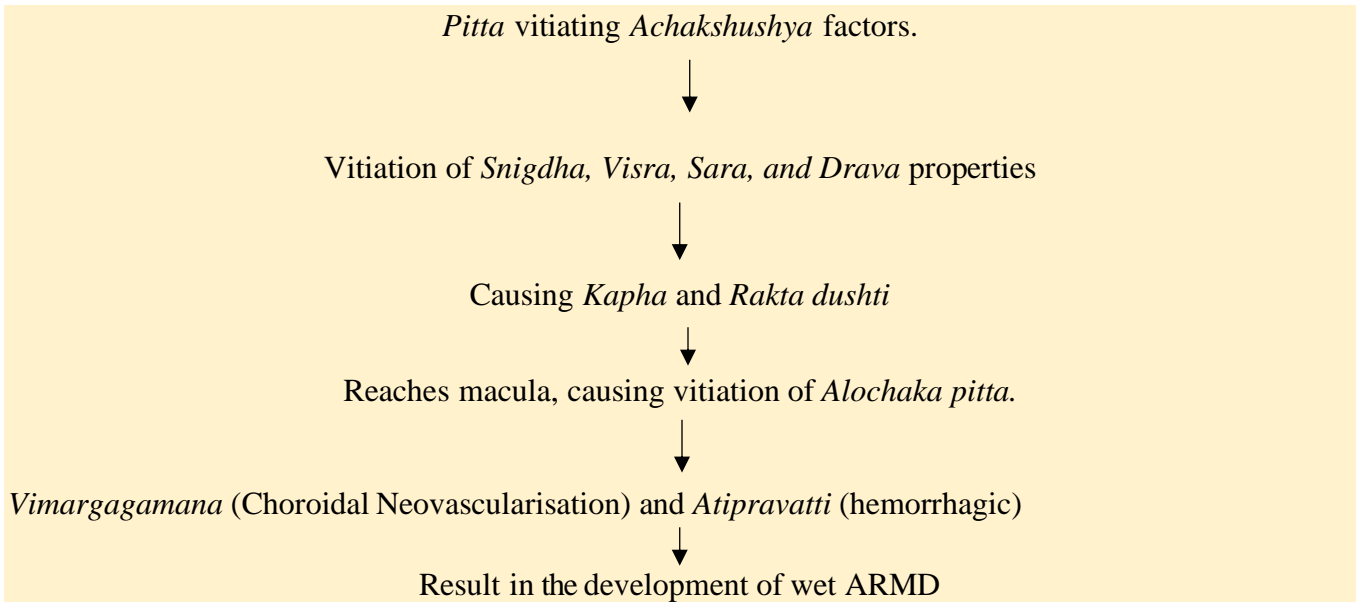 Pitta vitiating Achakshushya factors.
Vitiation of Snigdha, Visra, Sara, and Drava properties
Causing Kapha and Rakta dushti
Reaches macula, causing vitiation of Alochaka pitta.
Vimargagamana (Choroidal Neovascularisation) and Atipravatti (hemorrhagic)
Result in the development of wet ARMD